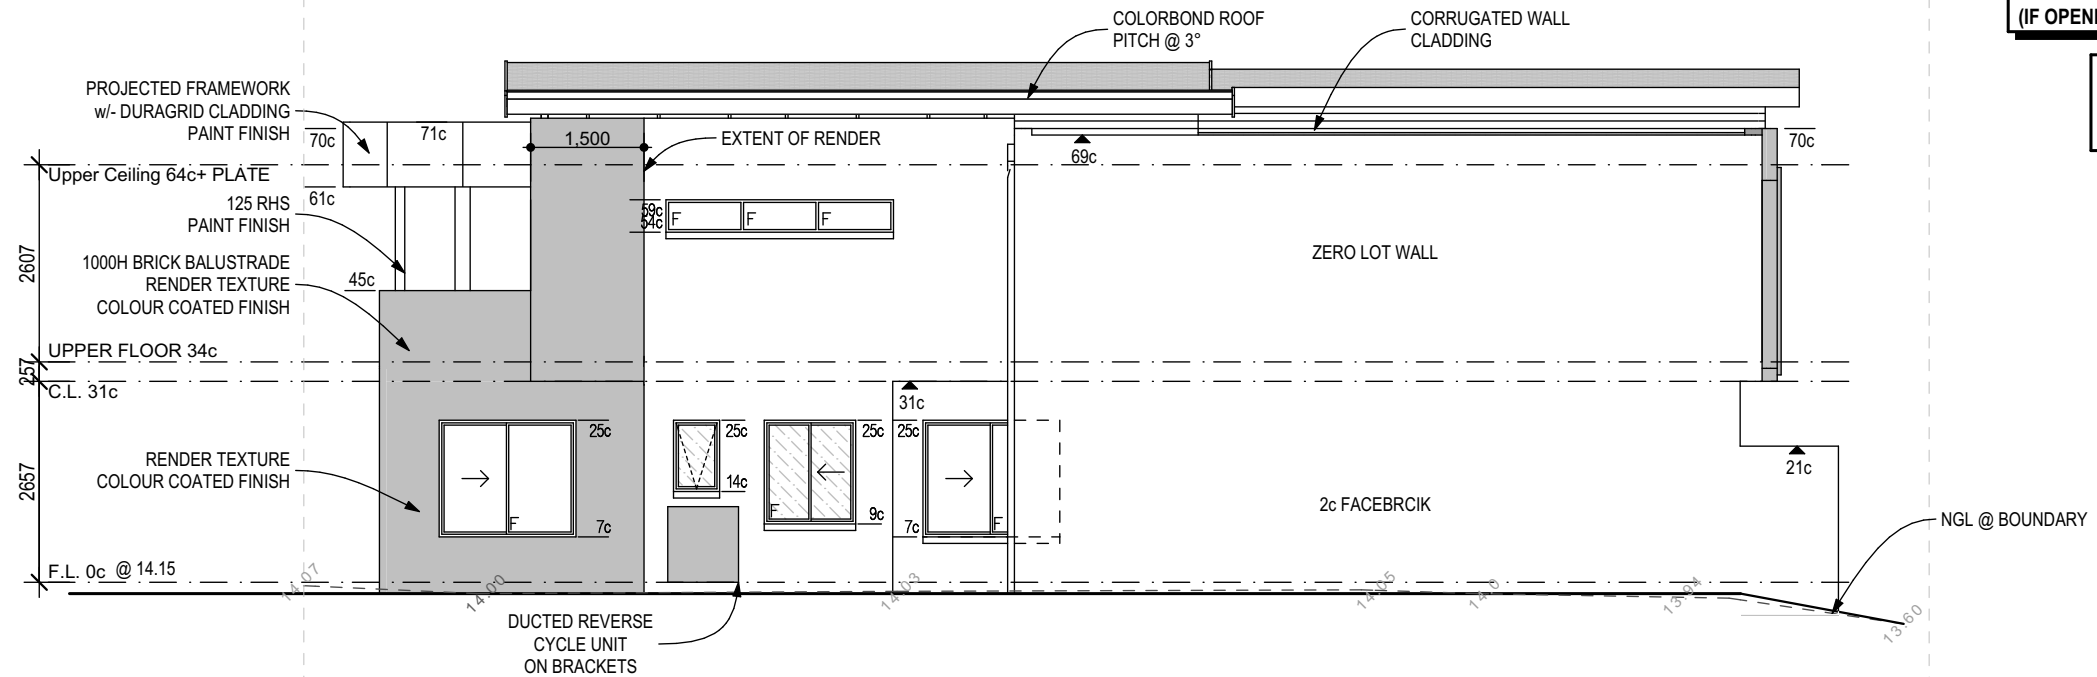 COLORBOND ROOF
PITCH @ 3°
CORRUGATED WALL
CLADDING
(IF OPENI
PROJECTED FRAMEWORK
w/- DURAGRID CLADDING
PAINT FINISH
70c
71c
1,500
EXTENT OF RENDER
69c
70c
Upper Ceiling 64c+ PLATE
61c
125 RHS
PAINT FINISH
59c
54c
F
F
F
2607
ZERO LOT WALL
1000H BRICK BALUSTRADE
RENDER TEXTURE
COLOUR COATED FINISH
45c
UPPER FLOOR 34c
257
C.L. 31c
31c
25c
25c
25c
25c
2657
RENDER TEXTURE
COLOUR COATED FINISH
14c
21c
2c FACEBRCIK
F
7c
F
9c
7c
F
NGL @ BOUNDARY
F.L. 0c @ 14.15
14.07
14.00
14.03
14.05
14.0
13.94
13.60
DUCTED REVERSE
CYCLE UNIT
ON BRACKETS